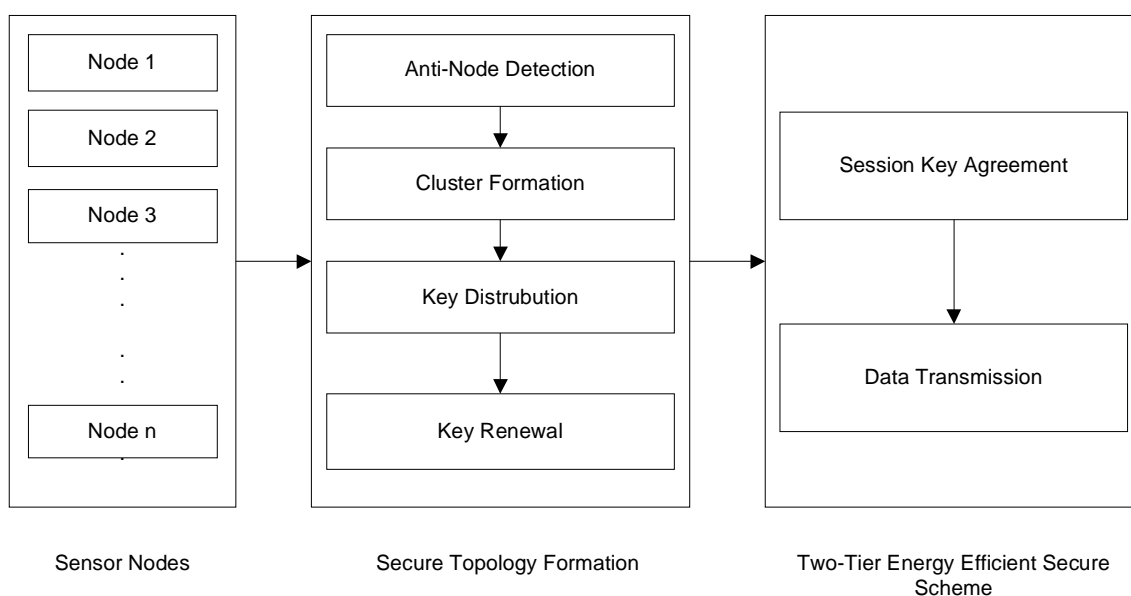 Node 1
Node 2
Node 3
.
.
.
.
.
.
Node n
.
Anti-Node Detection
Cluster Formation
Key Distrubution
Key Renewal
Session Key Agreement
Data Transmission
Sensor Nodes
Secure Topology Formation
Two-Tier Energy Efficient Secure
Scheme